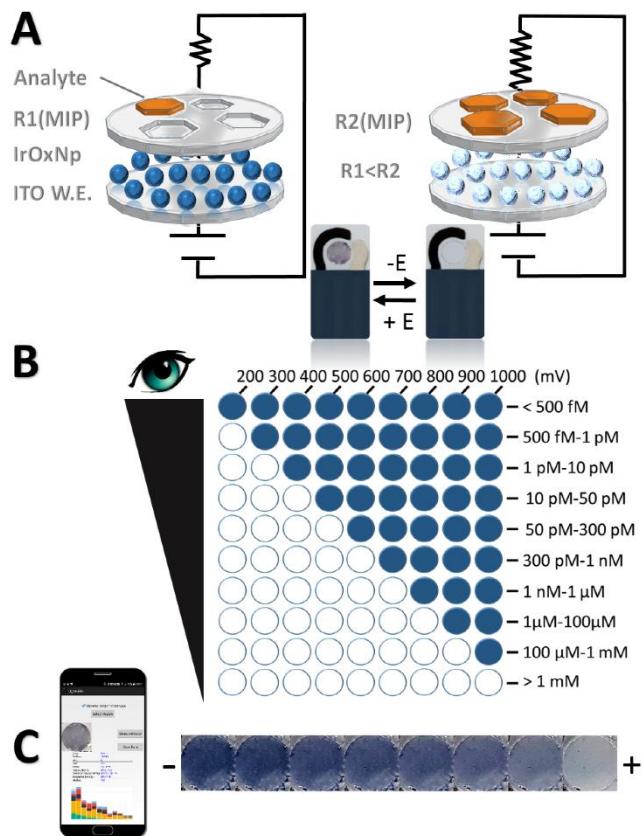 A
Analyte
R1(MIP)
IrOxNp
ITO W.E.
R2(MIP)
R1<R2
-E
+ E
B
200 300 400 500 600 700 800 900 1000 (mV)
< 500 fM
500 fM-1 pM
1 pM-10 pM
10 pM-50 pM
50 pM-300 pM
300 pM-1 nM
1 nM-1 µM
1µM-100µM
100 µM-1 mM
> 1 mM
C
-
+